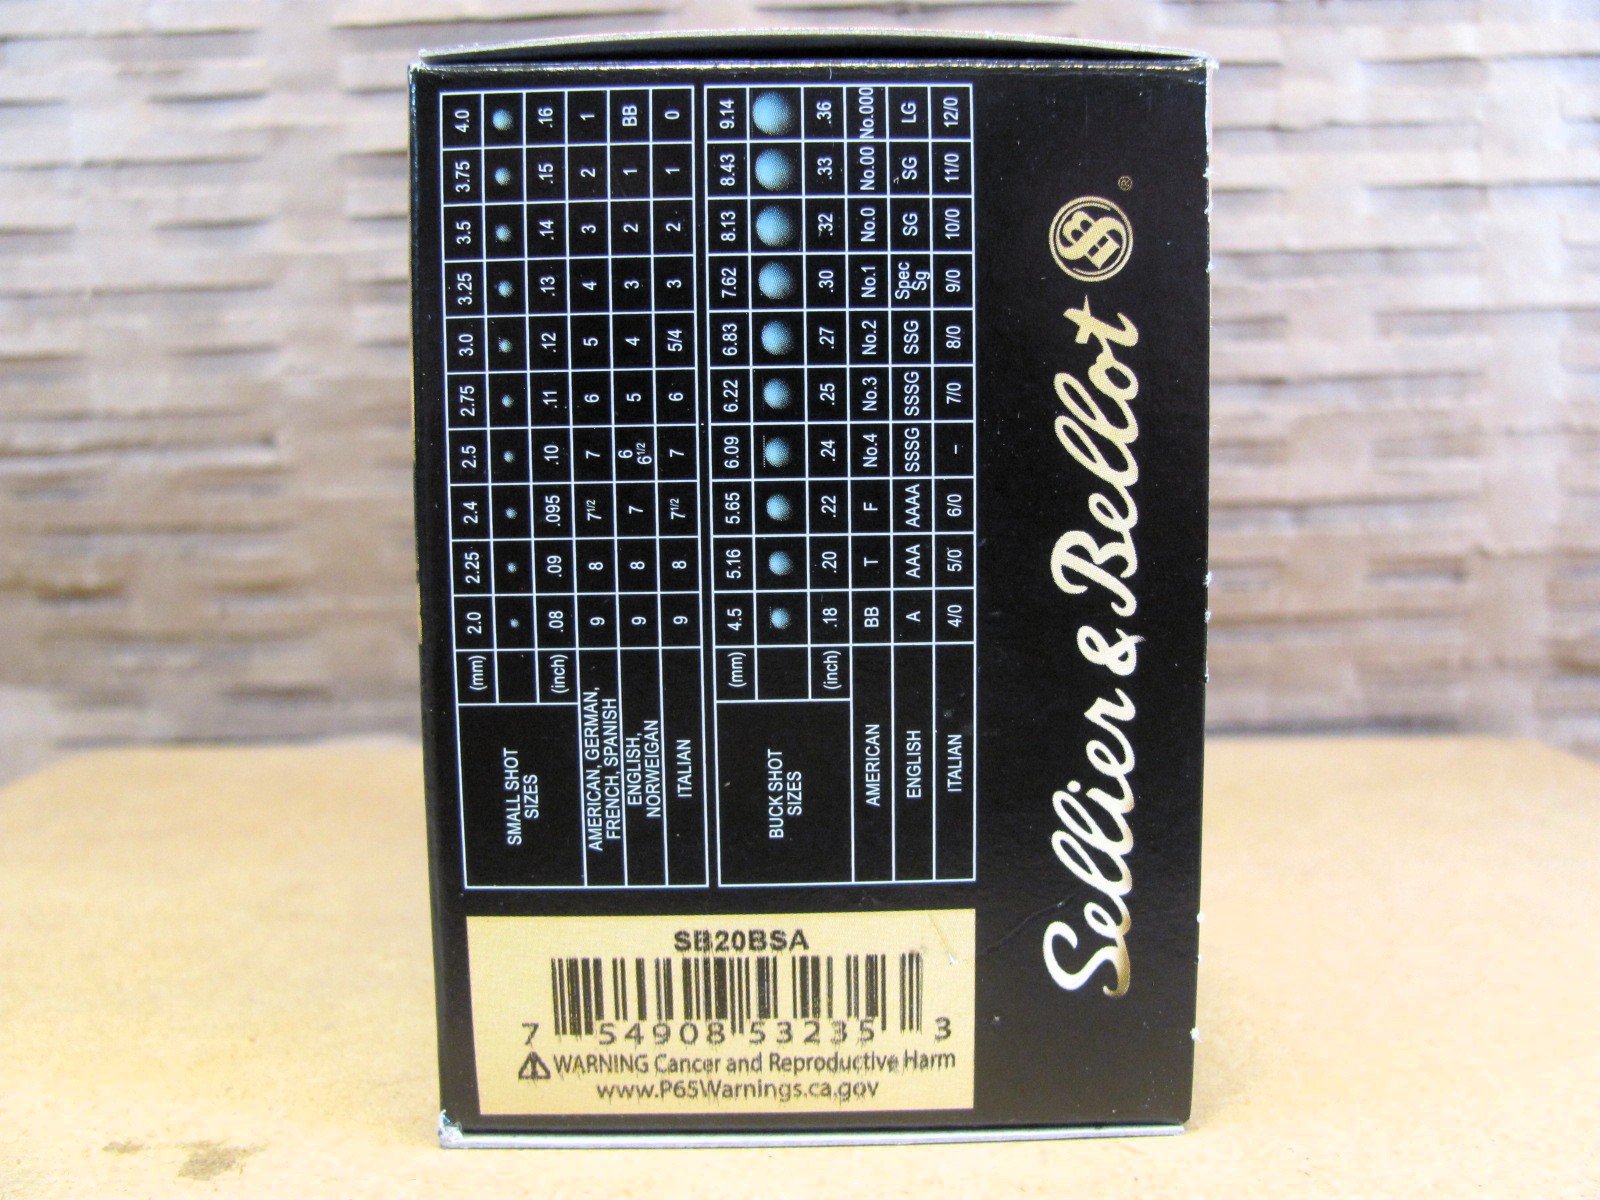 SMALL SHOT SIZES (mm) 2.0 2.25 2.4 2.5 2.75 3.0 3.25 3.5 3.75 4.0
(inch) .08 .09 .095 .10 .11 .12 .13 .14 .15 .16
AMERICAN, GERMAN, FRENCH, SPANISH 9 8 7 1/2 7 6 5 4 3 2 1
ENGLISH, NORWEIGAN 9 8 7 6 6 1/2 5 4 3 2 1 BB
ITALIAN 9 8 7 1/2 7 6 5/4 3 2 1 0
BUCK SHOT SIZES (mm) 4.5 5.16 5.65 6.09 6.22 6.83 7.62 8.13 8.43 9.14
(inch) .18 .20 .22 .24 .25 .27 .30 .32 .33 .36
AMERICAN BB T F No.4 No.3 No.2 No.1 No.0 No.00 No.000
ENGLISH A AAA AAAA SSSG SSSG SSG Spec Sg SG SG LG
ITALIAN 4/0 5/0 6/0 – 7/0 8/0 9/0 10/0 11/0 12/0
Sellier & Bellot SB ®
SB20BSA
7 54908 53235 3
WARNING Cancer and Reproductive Harm
www.P65Warnings.ca.gov